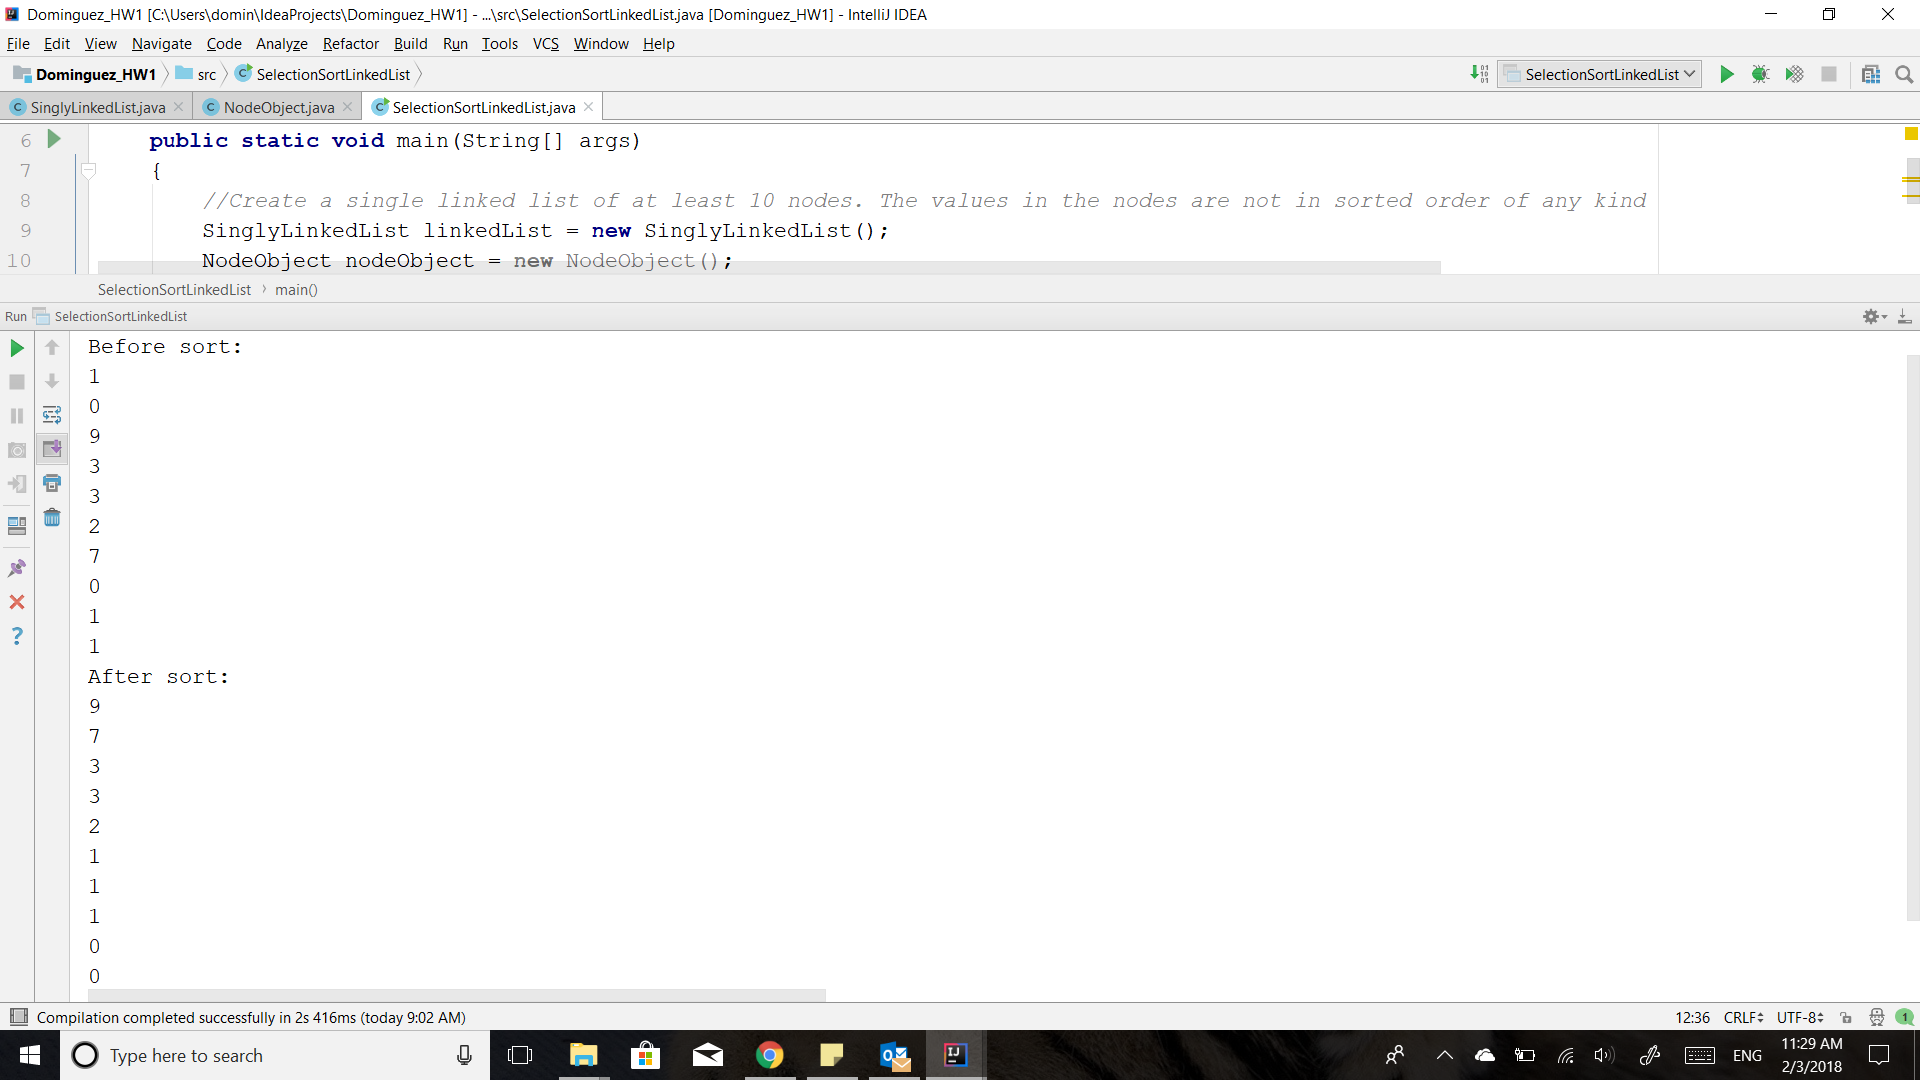 Dominguez_HW1 [C:\Users\domin\IdeaProjects\Dominguez_HW1] - ...\src\SelectionSortLinkedList.java [Dominguez_HW1] - IntelliJ IDEA
File Edit View Navigate Code Analyze Refactor Build Run Tools VCS Window Help
Dominguez_HW1 src SelectionSortLinkedList SelectionSortLinkedList
SinglyLinkedList.java NodeObject.java SelectionSortLinkedList.java
6 public static void main(String[] args)
7 {
8 //Create a single linked list of at least 10 nodes. The values in the nodes are not in sorted order of any kind
9 SinglyLinkedList linkedList = new SinglyLinkedList();
10 NodeObject nodeObject = new NodeObject();
SelectionSortLinkedList › main()
Run SelectionSortLinkedList
Before sort:
1
0
9
3
3
2
7
0
1
1
After sort:
9
7
3
3
2
1
1
1
0
0
Compilation completed successfully in 2s 416ms (today 9:02 AM) 12:36 CRLF UTF-8 1
Type here to search ENG 11:29 AM
2/3/2018